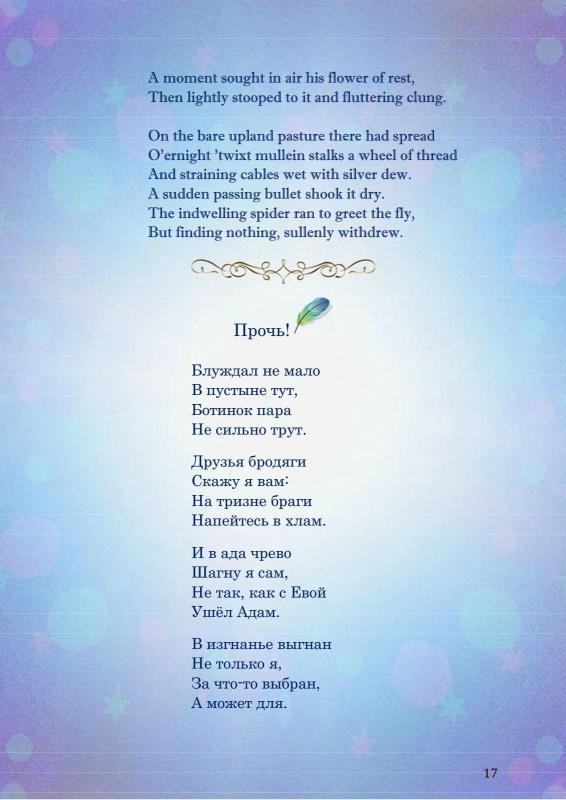 A moment sought in air his flower of rest,
Then lightly stooped to it and fluttering clung.
On the bare upland pasture there had spread
O’ernight ’twixt mullein stalks a wheel of thread
And straining cables wet with silver dew.
A sudden passing bullet shook it dry.
The indwelling spider ran to greet the fly,
But finding nothing, sullenly withdrew.
Прочь!
Блуждал не мало
В пустыне тут,
Ботинок пара
Не сильно трут.
Друзья бродяги
Скажу я вам:
На тризне браги
Напейтесь в хлам.
И в ада чрево
Шагну я сам,
Не так, как с Евой
Ушёл Адам.
В изгнанье выгнан
Не только я,
За что-то выбран,
А может для.
17